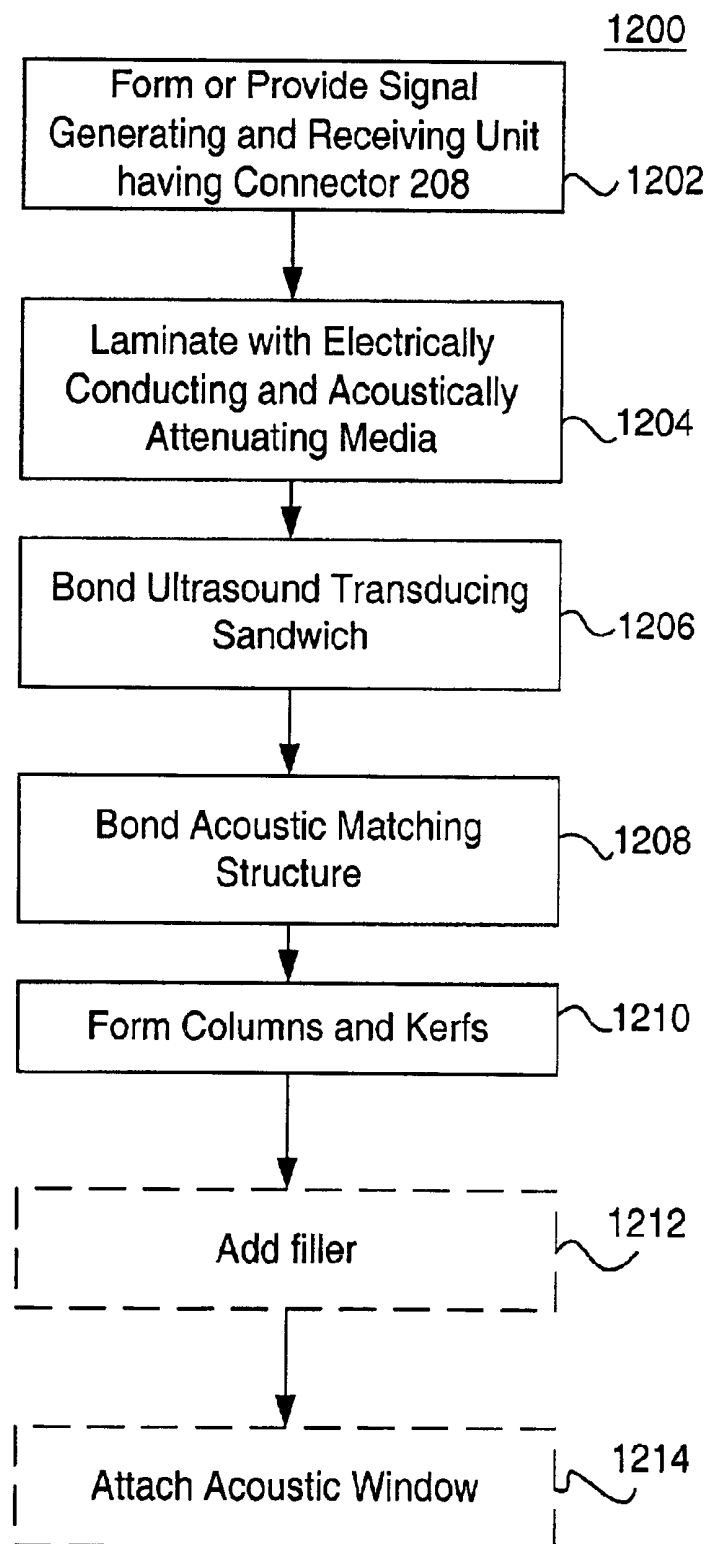 1200
Form or Provide Signal
Generating and Receiving Unit
having Connector 208
1202
Laminate with Electrically
Conducting and Acoustically
Attenuating Media
1204
Bond Ultrasound Transducing
Sandwich
1206
Bond Acoustic Matching
Structure
1208
Form Columns and Kerfs
1210
Add filler
1212
Attach Acoustic Window
1214